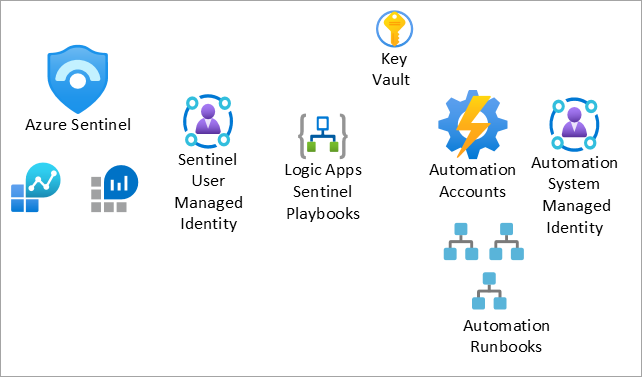 Key
Vault
Azure Sentinel
Sentinel
User
Managed
Identity
Logic Apps
Sentinel
Playbooks
Automation
Accounts
Automation
System
Managed
Identity
Automation
Runbooks